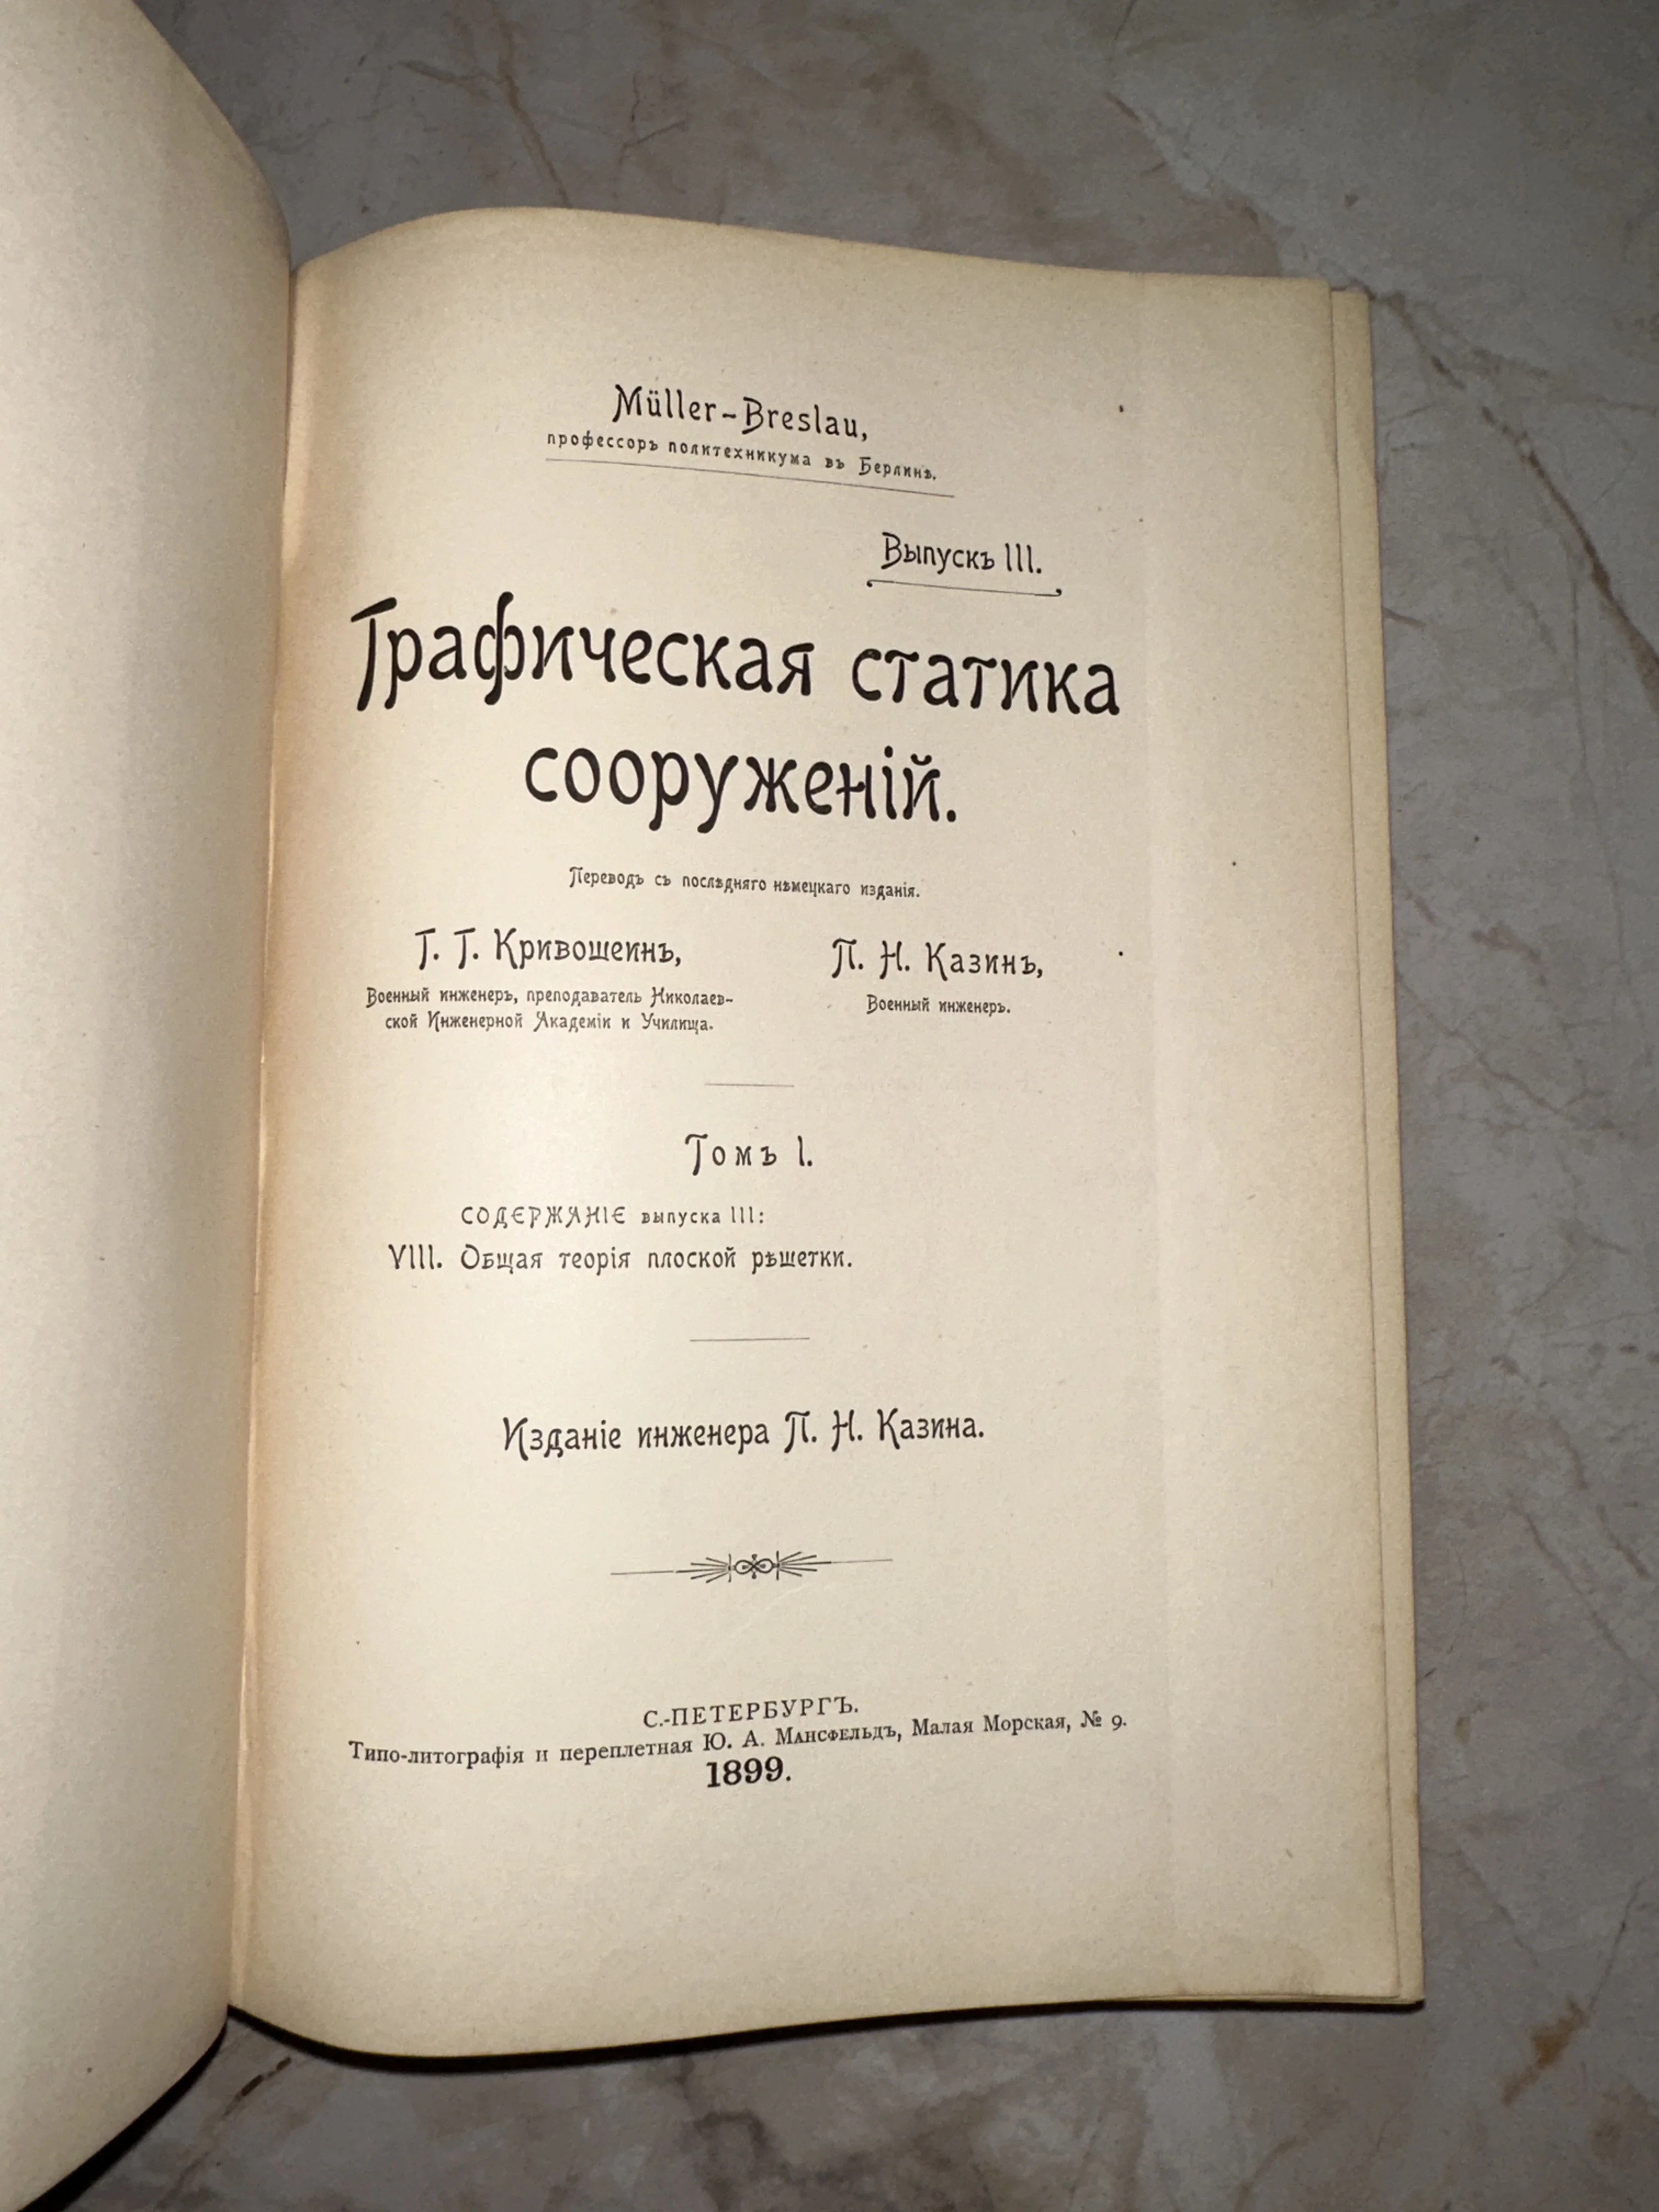 Müller-Breslau,
профессоръ политехникума въ Берлинѣ.
Выпускъ III.
Графическая статика
сооруженій.
Переводъ съ послѣдняго нѣмецкаго изданія.
Г. Г. Кривошеинъ,
Военный инженеръ, преподаватель Николаев-
ской Инженерной Академіи и Училища.
П. Н. Казинъ,
Военный инженеръ.
Томъ I.
СОДЕРЖАНІЕ выпуска III:
VIII. Общая теорія плоской рѣшетки.
Изданіе инженера П. Н. Казина.
С.-ПЕТЕРБУРГЪ.
Типо-литографія и переплетная Ю. А. Мансфельдъ, Малая Морская, № 9.
1899.